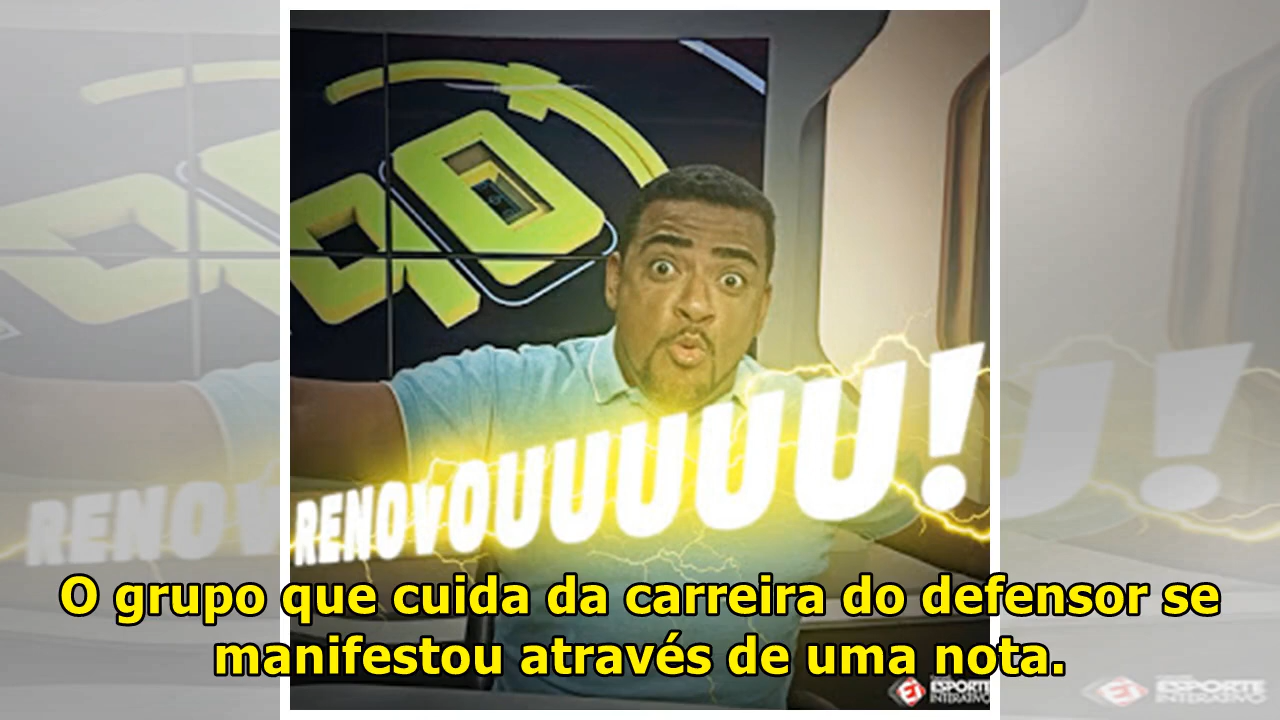 RENOVOUUUUUU!
O grupo que cuida da carreira do defensor se
manifestou através de uma nota.
ESPORTE
INTERATIVO